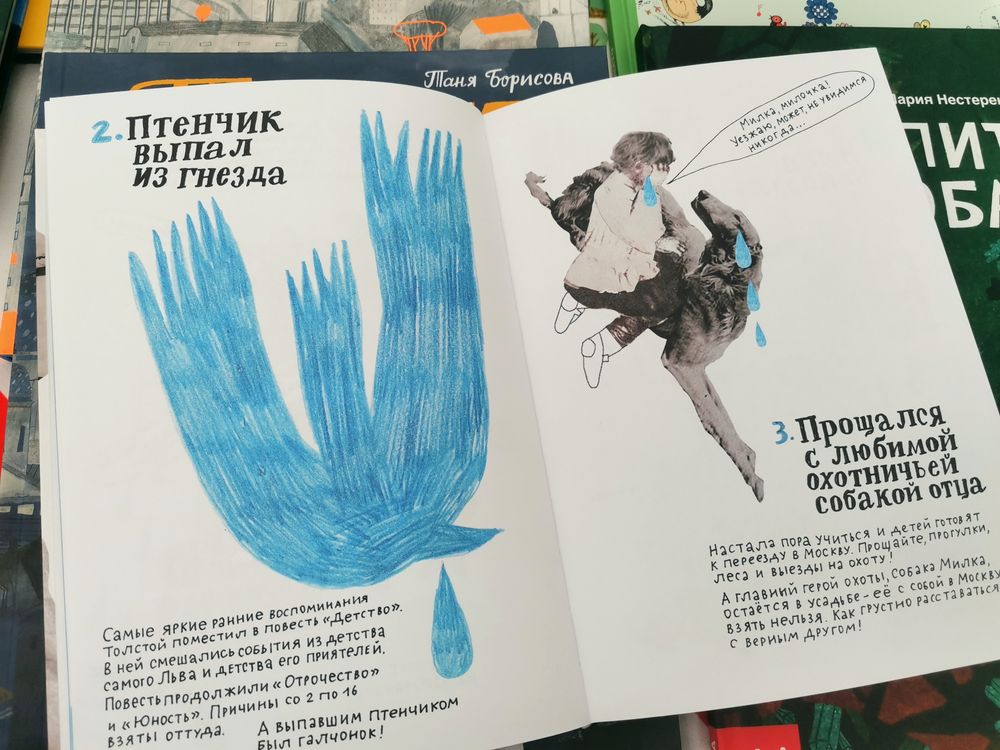 Таня Борисова
2. Птенчик
выпал
из гнезда
Самые яркие ранние воспоминания
Толстой поместил в повесть «Детство».
В ней смешались события из детства
самого Льва и детства его приятелей.
Повесть продолжили «Отрочество»
и «Юность». Причины со 2 по 16
взяты оттуда.
А выпавшим птенчиком
был галчонок!
Милка, милочка!
Уезжаю, может, не увидимся
никогда...
3. Прощался
с любимой
охотничьей
собакой отца
Настала пора учиться и детей готовят
к переезду в Москву. Прощайте, прогулки,
леса и выезды на охоту!
А главный герой охоты, собака Милка,
остаётся в усадьбе – её с собой в Москву
взять нельзя. Как грустно расставаться
с верным другом!